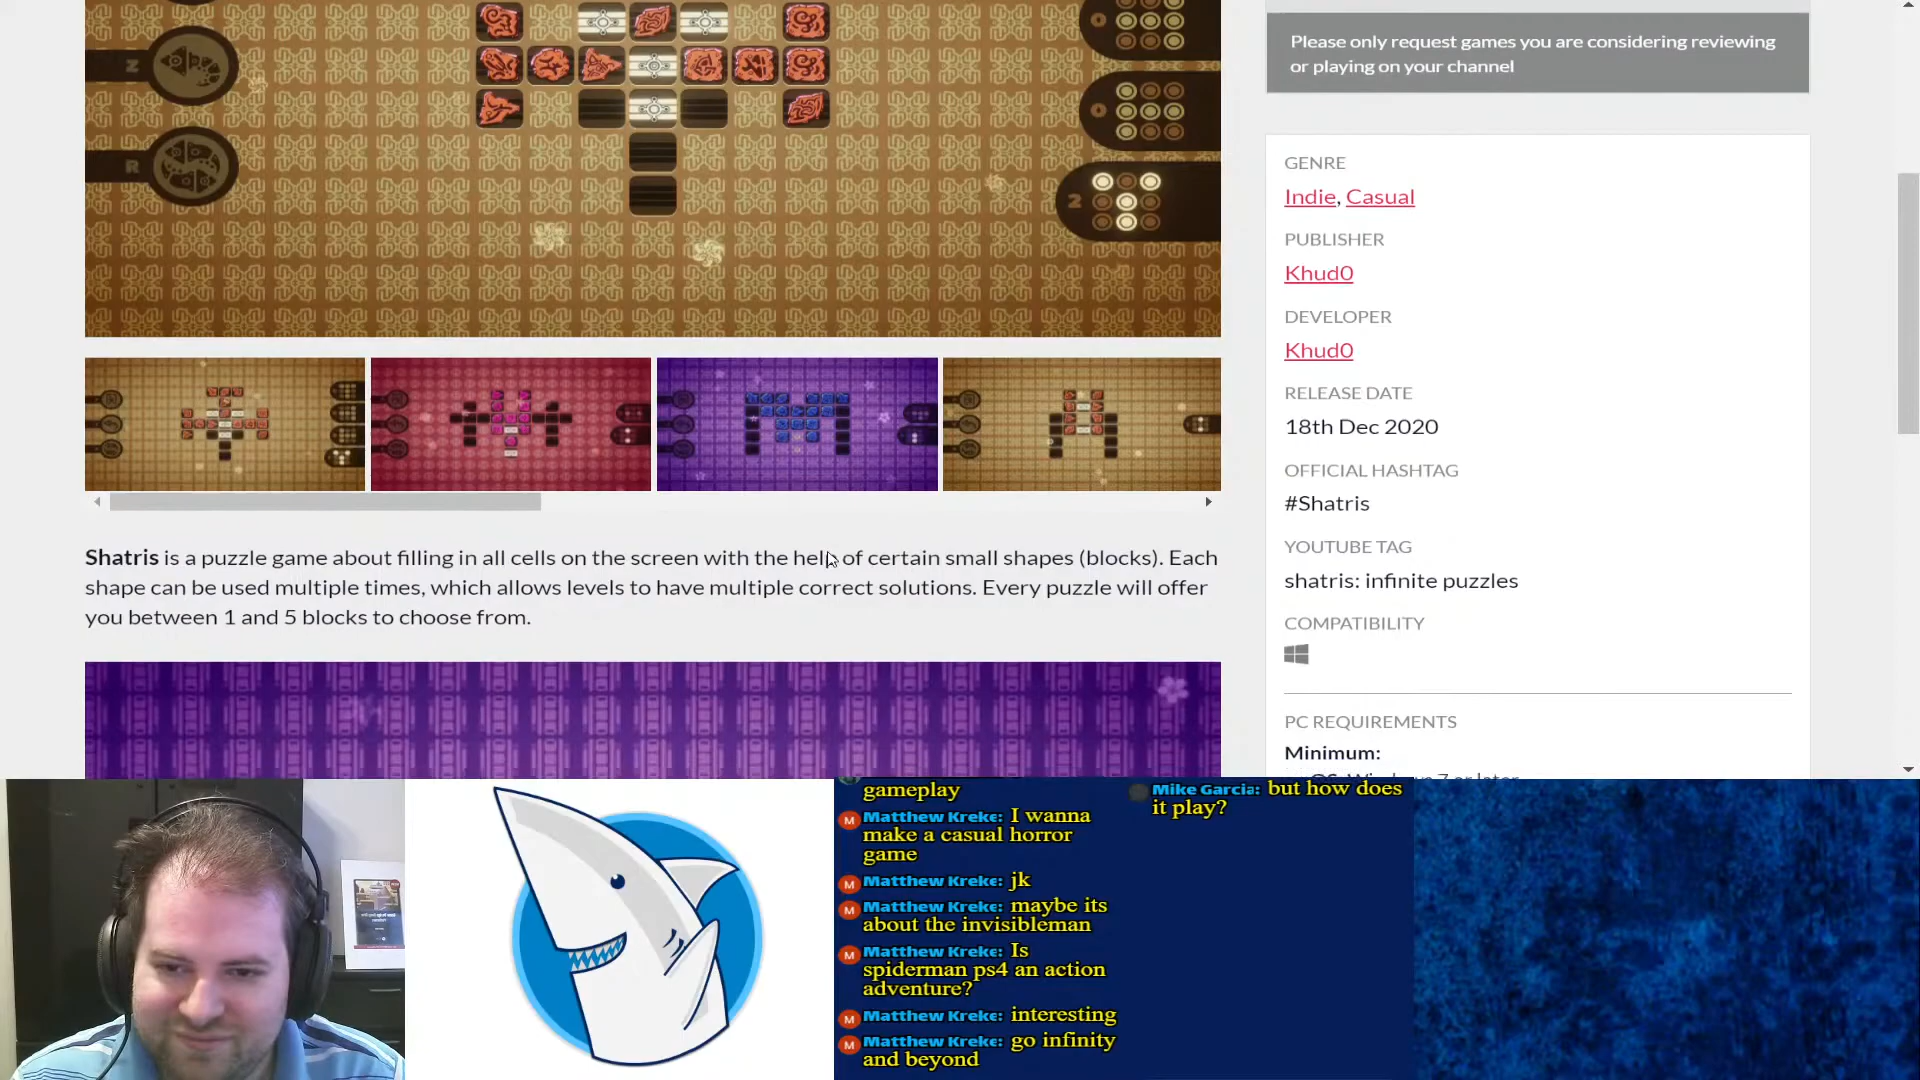 Please only request games you are considering reviewing
or playing on your channel
Z
R
0
0
2
GENRE
Indie, Casual
PUBLISHER
Khud0
DEVELOPER
Khud0
RELEASE DATE
18th Dec 2020
OFFICIAL HASHTAG
#Shatris
YOUTUBE TAG
shatris: infinite puzzles
COMPATIBILITY
PC REQUIREMENTS
Minimum:
Shatris is a puzzle game about filling in all cells on the screen with the help of certain small shapes (blocks). Each
shape can be used multiple times, which allows levels to have multiple correct solutions. Every puzzle will offer
you between 1 and 5 blocks to choose from.
gameplay
M Matthew Kreke: I wanna
make a casual horror
game
M Matthew Kreke: jk
M Matthew Kreke: maybe its
about the invisibleman
M Matthew Kreke: Is
spiderman ps4 an action
adventure?
M Matthew Kreke: interesting
M Matthew Kreke: go infinity
and beyond
Mike Garcia: but how does
it play?